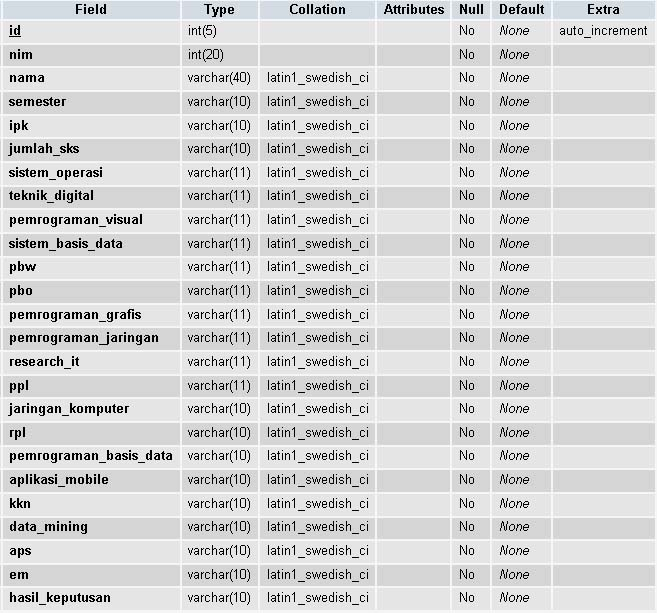 Field Type Collation Attributes Null Default Extra
id int(5) No None auto_increment
nim int(20) No None
nama varchar(40) latin1_swedish_ci No None
semester varchar(10) latin1_swedish_ci No None
ipk varchar(10) latin1_swedish_ci No None
jumlah_sks varchar(10) latin1_swedish_ci No None
sistem_operasi varchar(11) latin1_swedish_ci No None
teknik_digital varchar(11) latin1_swedish_ci No None
pemrograman_visual varchar(11) latin1_swedish_ci No None
sistem_basis_data varchar(11) latin1_swedish_ci No None
pbw varchar(11) latin1_swedish_ci No None
pbo varchar(11) latin1_swedish_ci No None
pemrograman_grafis varchar(11) latin1_swedish_ci No None
pemrograman_jaringan varchar(11) latin1_swedish_ci No None
research_it varchar(11) latin1_swedish_ci No None
ppl varchar(11) latin1_swedish_ci No None
jaringan_komputer varchar(10) latin1_swedish_ci No None
rpl varchar(10) latin1_swedish_ci No None
pemrograman_basis_data varchar(10) latin1_swedish_ci No None
aplikasi_mobile varchar(10) latin1_swedish_ci No None
kkn varchar(10) latin1_swedish_ci No None
data_mining varchar(10) latin1_swedish_ci No None
aps varchar(10) latin1_swedish_ci No None
em varchar(10) latin1_swedish_ci No None
hasil_keputusan varchar(10) latin1_swedish_ci No None